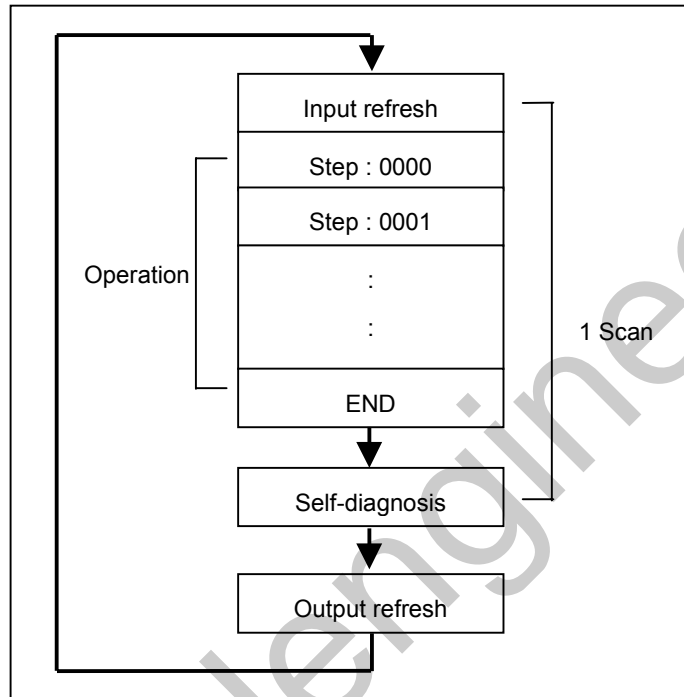 Input refresh
Step : 0000
Step : 0001
Operation
:
:
1 Scan
END
Self-diagnosis
Output refresh